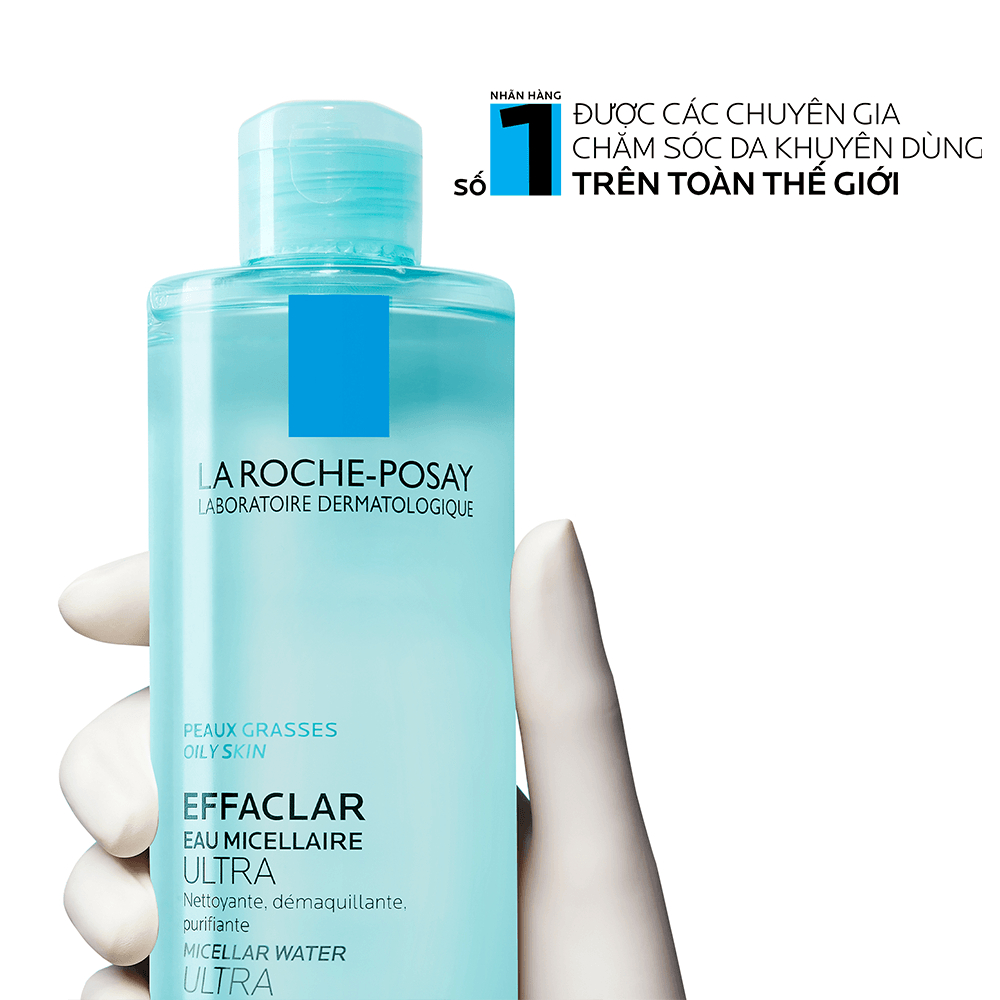 NHÃN HÀNG
SỐ 1
ĐƯỢC CÁC CHUYÊN GIA
CHĂM SÓC DA KHUYÊN DÙNG
TRÊN TOÀN THẾ GIỚI
LA ROCHE-POSAY
LABORATOIRE DERMATOLOGIQUE
PEAUX GRASSES
OILY SKIN
EFFACLAR
EAU MICELLAIRE
ULTRA
Nettoyante, démaquillante,
purifiante
MICELLAR WATER
ULTRA